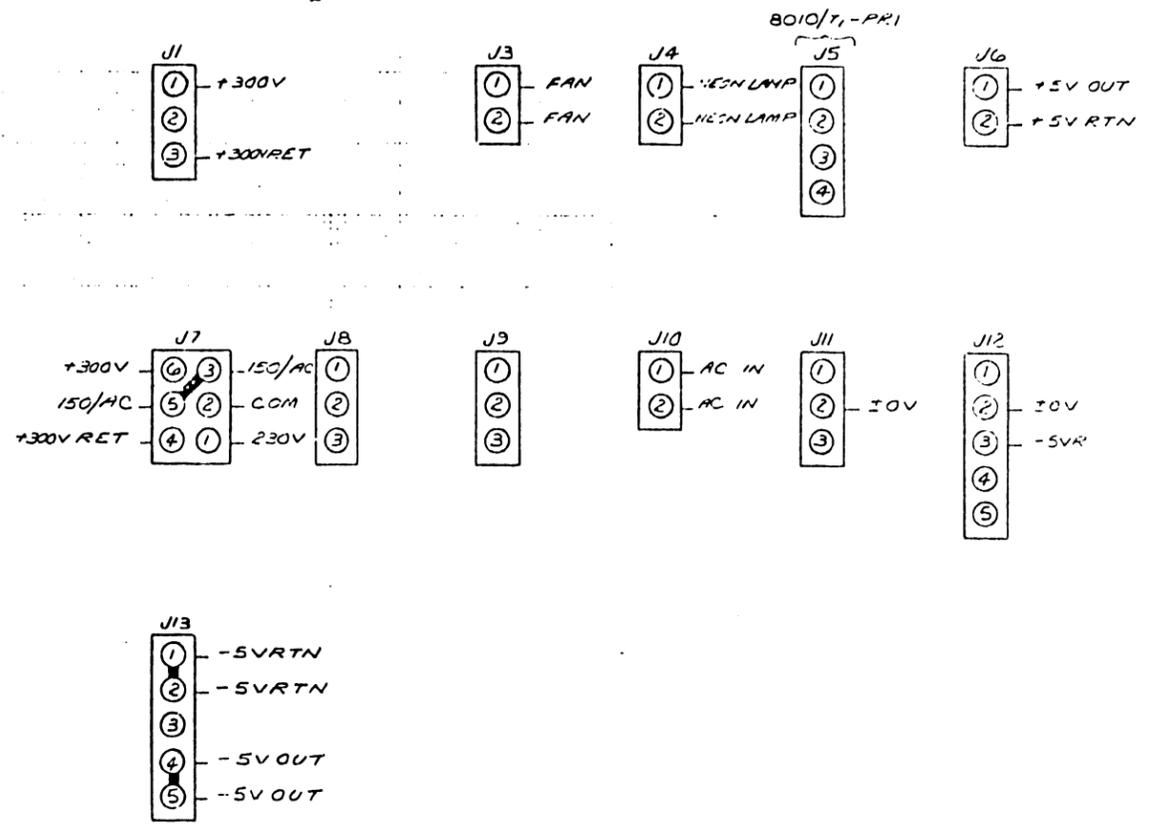 8010/T1-PRI
J1
1 +300V
2
3 +300VRET
J3
1 FAN
2 FAN
J4
1 NEON LAMP
2 NEON LAMP
J5
1
2
3
4
J6
1 +5V OUT
2 +5V RTN
J7
+300V 6 3 150/AC
150/AC 5 2 COM
+300V RET 4 1 230V
J8
1
2
3
J9
1
2
3
J10
1 AC IN
2 AC IN
J11
1
2 ±0V
3
J12
1
2 ±0V
3 -5VR
4
5
J13
1 -5VRTN
2 -5VRTN
3
4 -5V OUT
5 -5V OUT